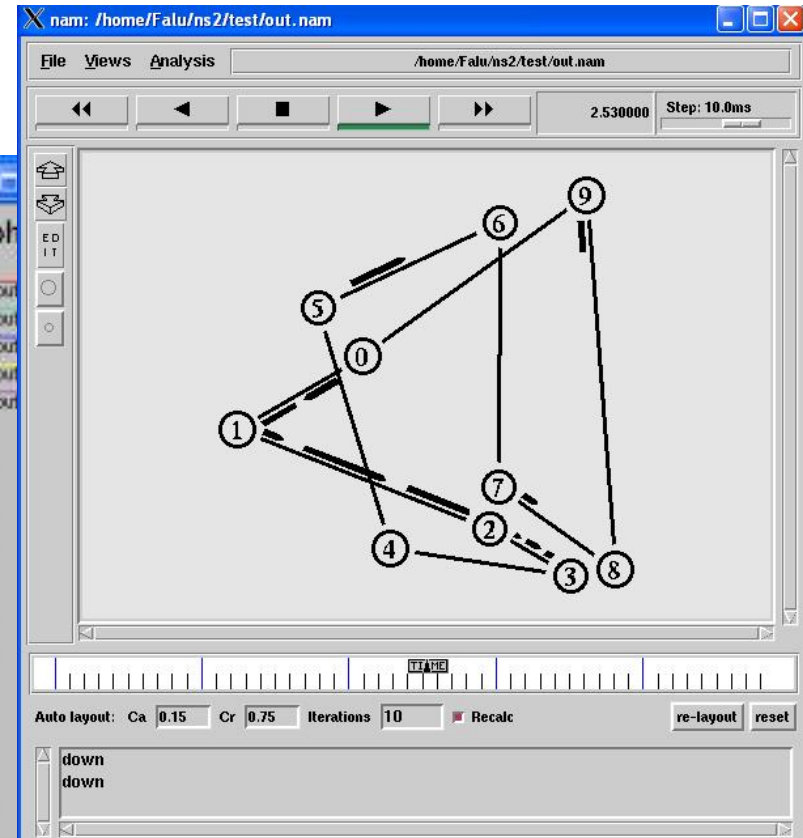 nam: /home/Falu/ns2/test/out.nam
File Views Analysis /home/Falu/ns2/test/out.nam
2.530000 Step: 10.0ms
ED
IT
9
6
5
0
1
7
2
4
3
8
TIME
Auto layout: Ca 0.15 Cr 0.75 Iterations 10 Recalc re-layout reset
down
down